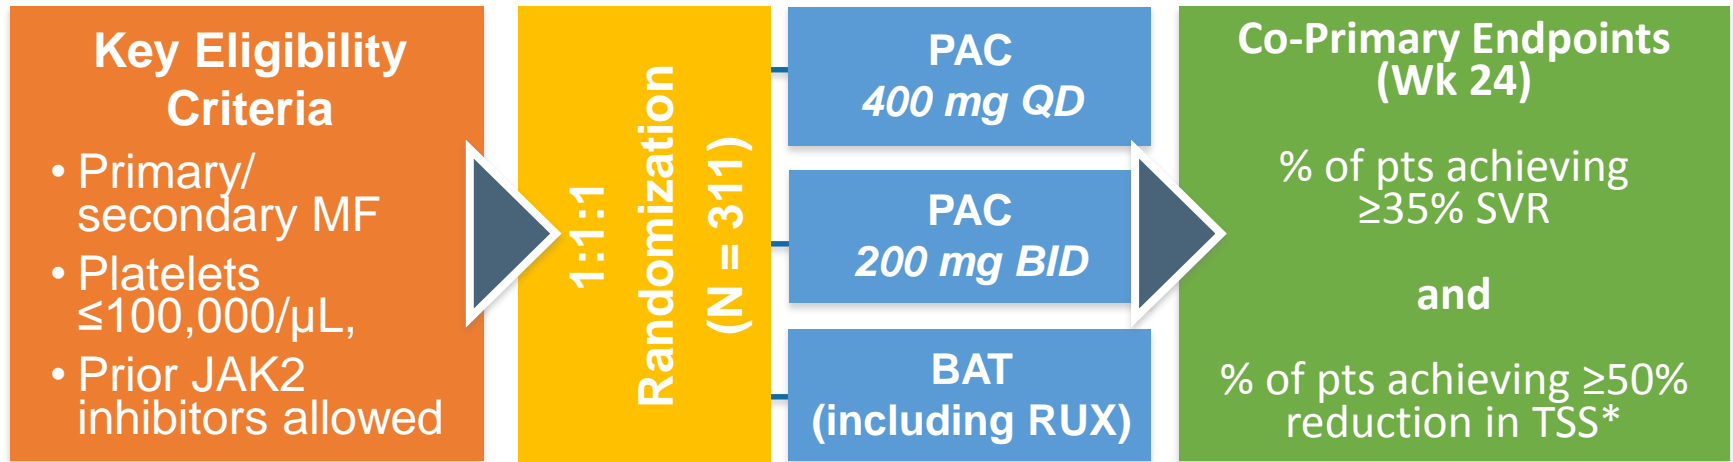 Key Eligibility
Criteria
• Primary/
secondary MF
• Platelets
≤100,000/µL,
• Prior JAK2
inhibitors allowed
1:1:1
Randomization
(N = 311)
PAC
400 mg QD
PAC
200 mg BID
BAT
(including RUX)
Co-Primary Endpoints
(Wk 24)
% of pts achieving
≥35% SVR
and
% of pts achieving ≥50%
reduction in TSS*